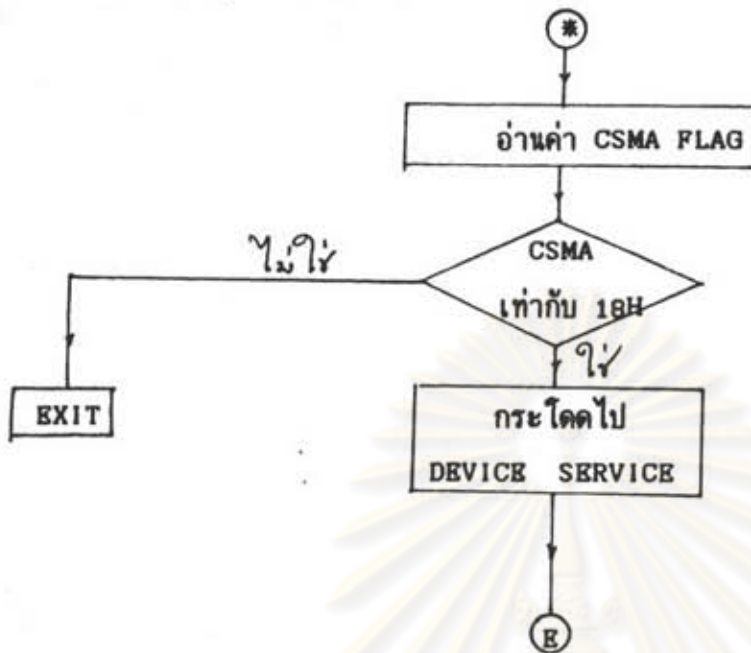 *
อ่านค่า CSMA FLAG
CSMA
เท่ากับ 18H
ไม่ใช่
ใช่
EXIT
กระโดดไป
DEVICE SERVICE
E